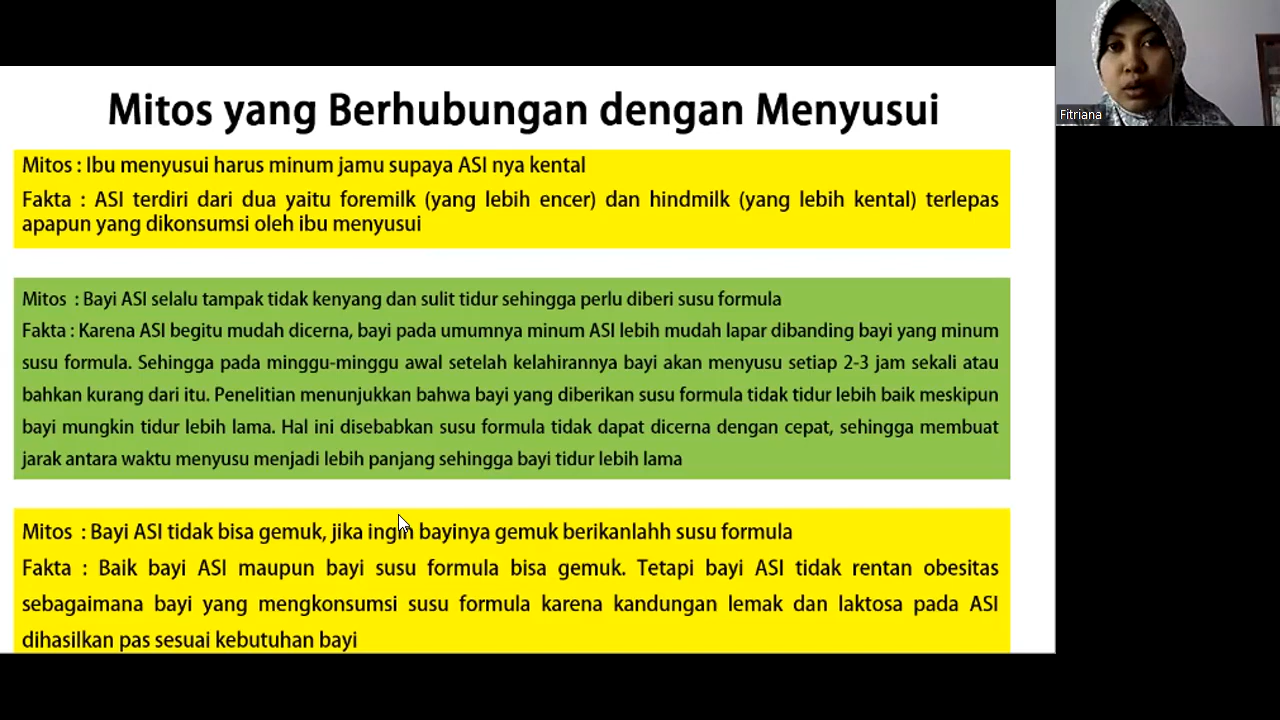 Mitos yang Berhubungan dengan Menyusui
Mitos : Ibu menyusui harus minum jamu supaya ASI nya kental
Fakta : ASI terdiri dari dua yaitu foremilk (yang lebih encer) dan hindmilk (yang lebih kental) terlepas
apapun yang dikonsumsi oleh ibu menyusui
Mitos : Bayi ASI selalu tampak tidak kenyang dan sulit tidur sehingga perlu diberi susu formula
Fakta : Karena ASI begitu mudah dicerna, bayi pada umumnya minum ASI lebih mudah lapar dibanding bayi yang minum
susu formula. Sehingga pada minggu-minggu awal setelah kelahirannya bayi akan menyusu setiap 2-3 jam sekali atau
bahkan kurang dari itu. Penelitian menunjukkan bahwa bayi yang diberikan susu formula tidak tidur lebih baik meskipun
bayi mungkin tidur lebih lama. Hal ini disebabkan susu formula tidak dapat dicerna dengan cepat, sehingga membuat
jarak antara waktu menyusu menjadi lebih panjang sehingga bayi tidur lebih lama
Mitos : Bayi ASI tidak bisa gemuk, jika ingin bayinya gemuk berikanlahh susu formula
Fakta : Baik bayi ASI maupun bayi susu formula bisa gemuk. Tetapi bayi ASI tidak rentan obesitas
sebagaimana bayi yang mengkonsumsi susu formula karena kandungan lemak dan laktosa pada ASI
dihasilkan pas sesuai kebutuhan bayi
Fitriana